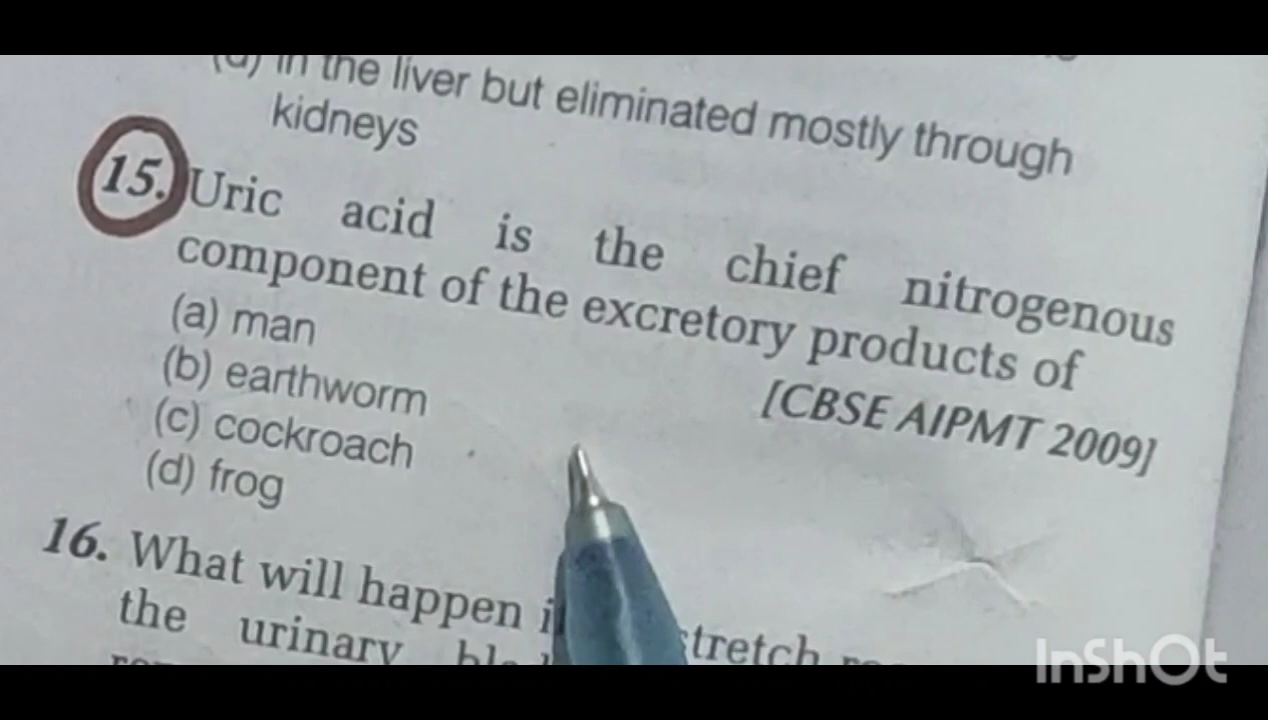 in the liver but eliminated mostly through
kidneys
15. Uric acid is the chief nitrogenous
component of the excretory products of
[CBSE AIPMT 2009]
(a) man
(b) earthworm
(c) cockroach
(d) frog
16. What will happen
the urinary
InShOt